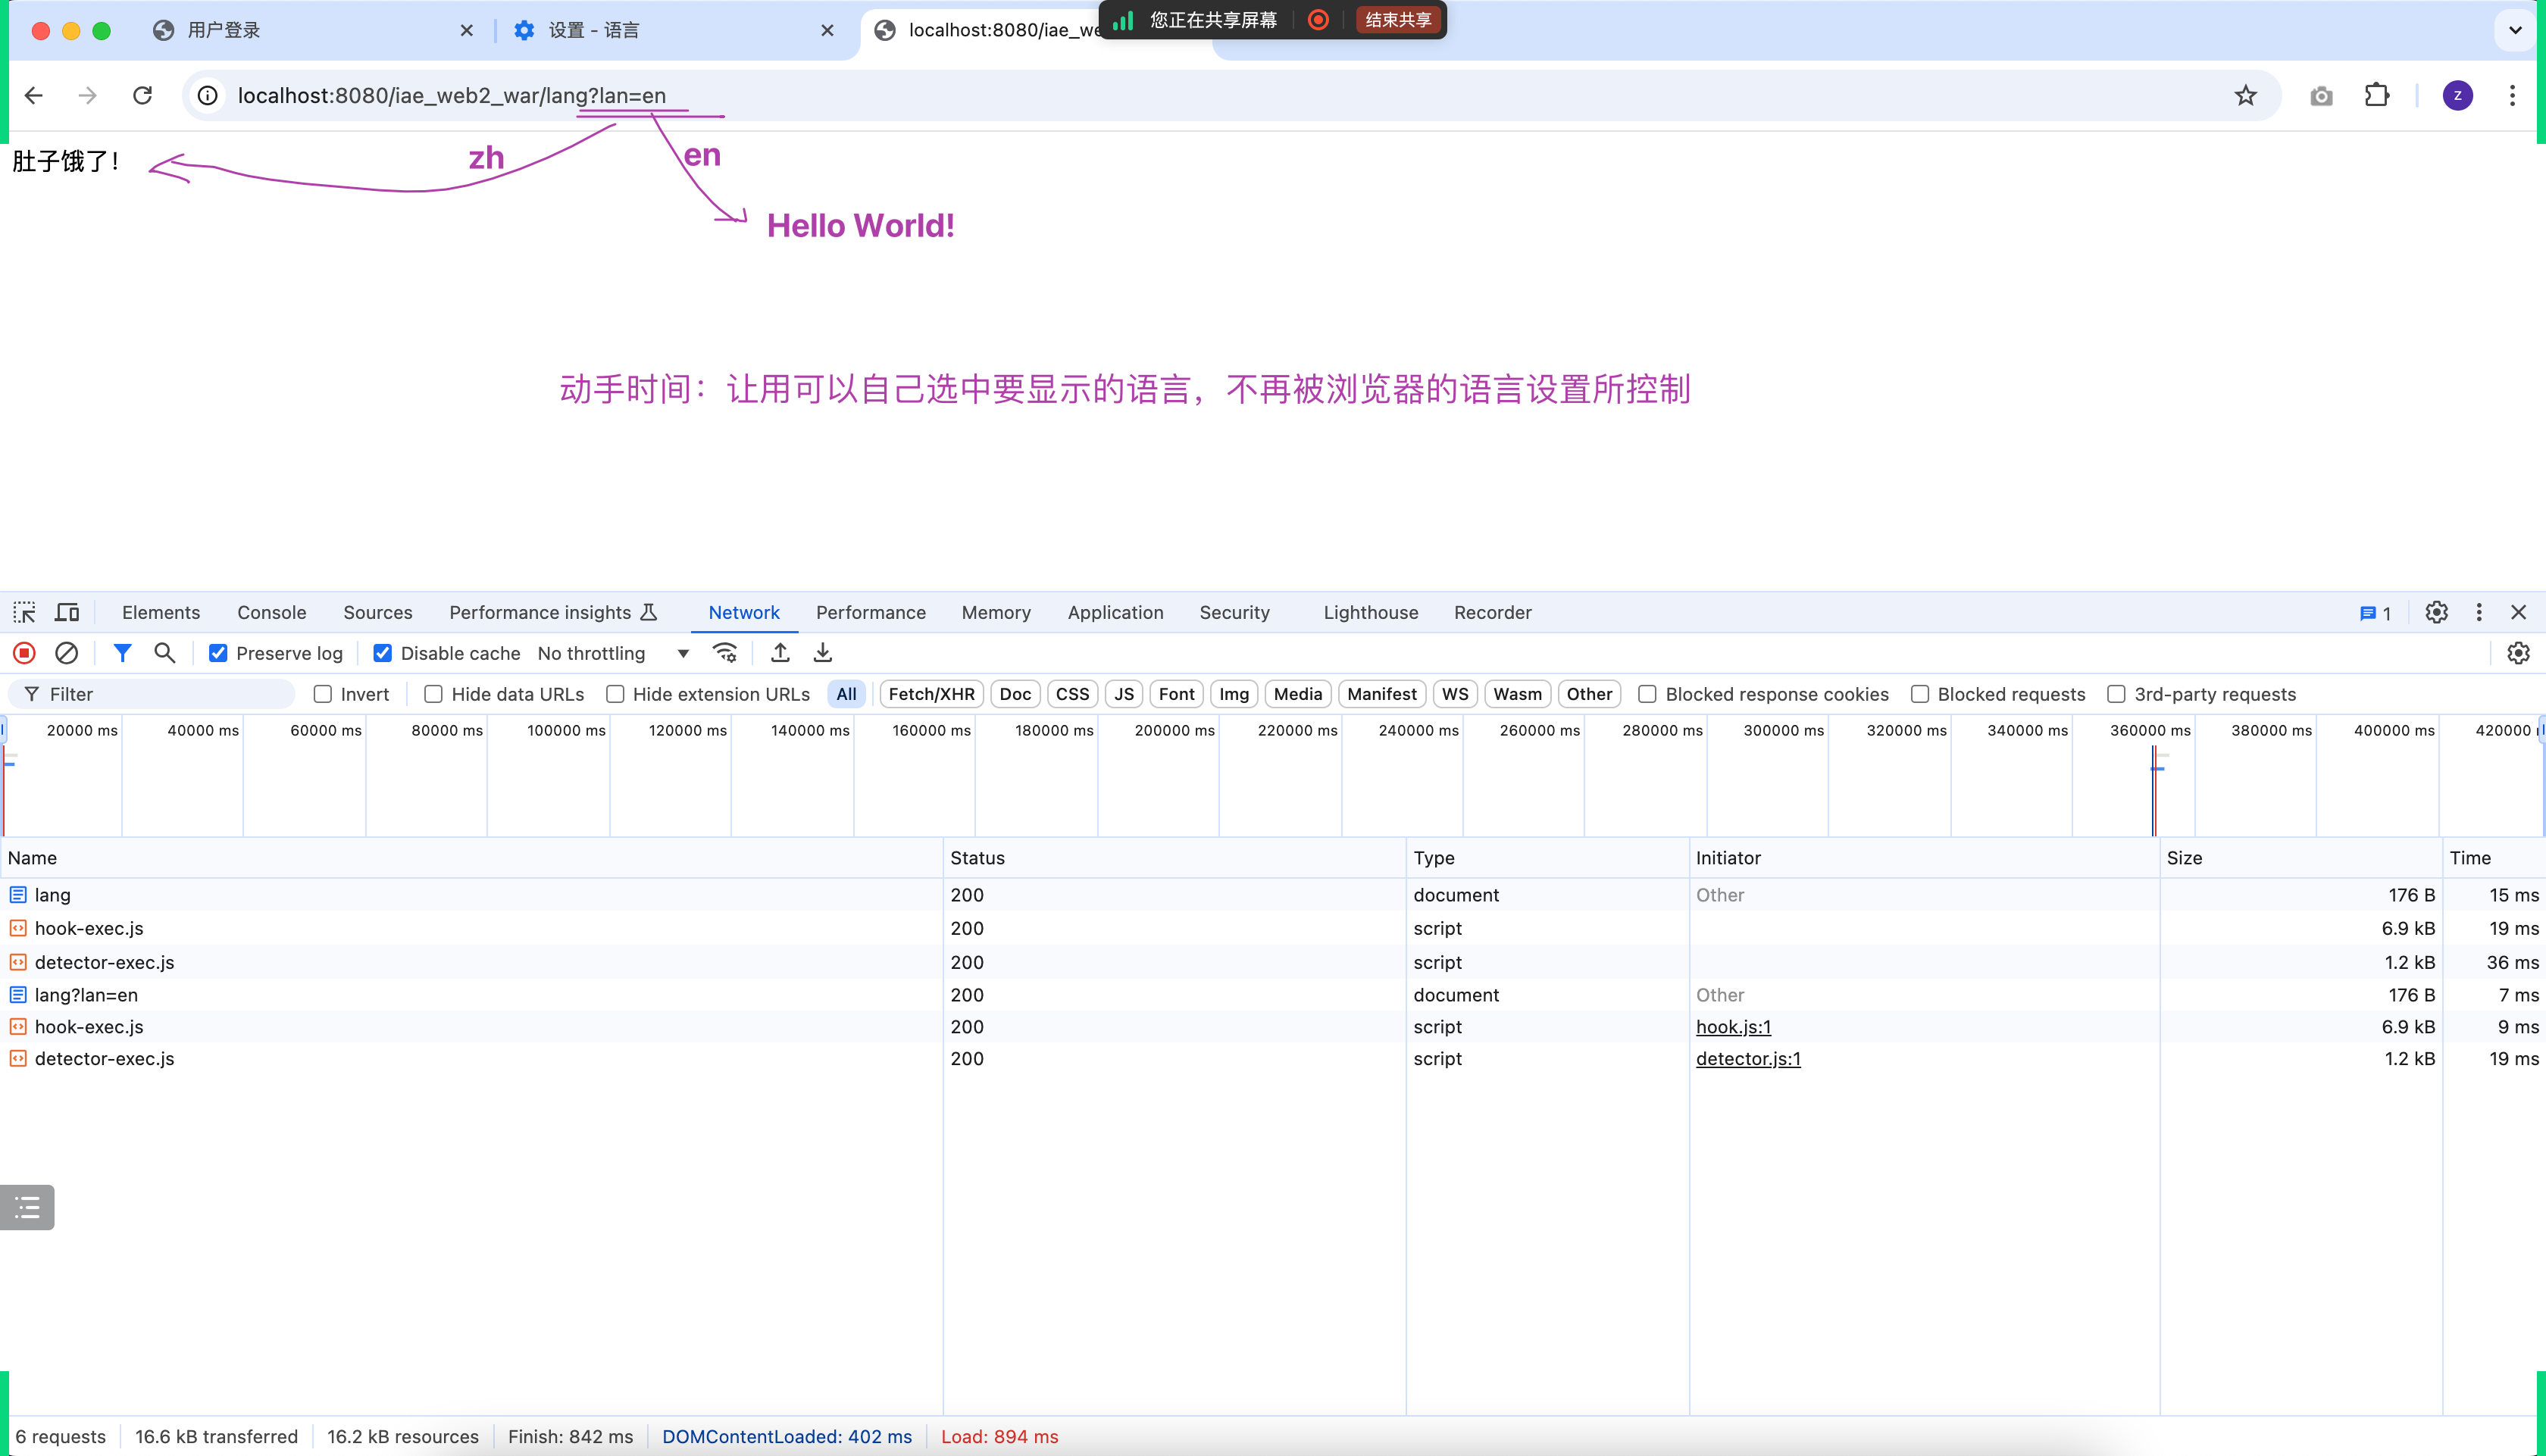 用户登录
设置 - 语言
localhost:8080/iae_we
您正在共享屏幕
结束共享
localhost:8080/iae_web2_war/lang?lan=en
z
肚子饿了!
zh
en
Hello World!
动手时间：让用可以自己选中要显示的语言，不再被浏览器的语言设置所控制
Elements Console Sources Performance insights Network Performance Memory Application Security Lighthouse Recorder 1
Preserve log Disable cache No throttling
Filter Invert Hide data URLs Hide extension URLs All Fetch/XHR Doc CSS JS Font Img Media Manifest WS Wasm Other Blocked response cookies Blocked requests 3rd-party requests
20000 ms 40000 ms 60000 ms 80000 ms 100000 ms 120000 ms 140000 ms 160000 ms 180000 ms 200000 ms 220000 ms 240000 ms 260000 ms 280000 ms 300000 ms 320000 ms 340000 ms 360000 ms 380000 ms 400000 ms 420000
Name Status Type Initiator Size Time
lang 200 document Other 176 B 15 ms
hook-exec.js 200 script 6.9 kB 19 ms
detector-exec.js 200 script 1.2 kB 36 ms
lang?lan=en 200 document Other 176 B 7 ms
hook-exec.js 200 script hook.js:1 6.9 kB 9 ms
detector-exec.js 200 script detector.js:1 1.2 kB 19 ms
6 requests 16.6 kB transferred 16.2 kB resources Finish: 842 ms DOMContentLoaded: 402 ms Load: 894 ms